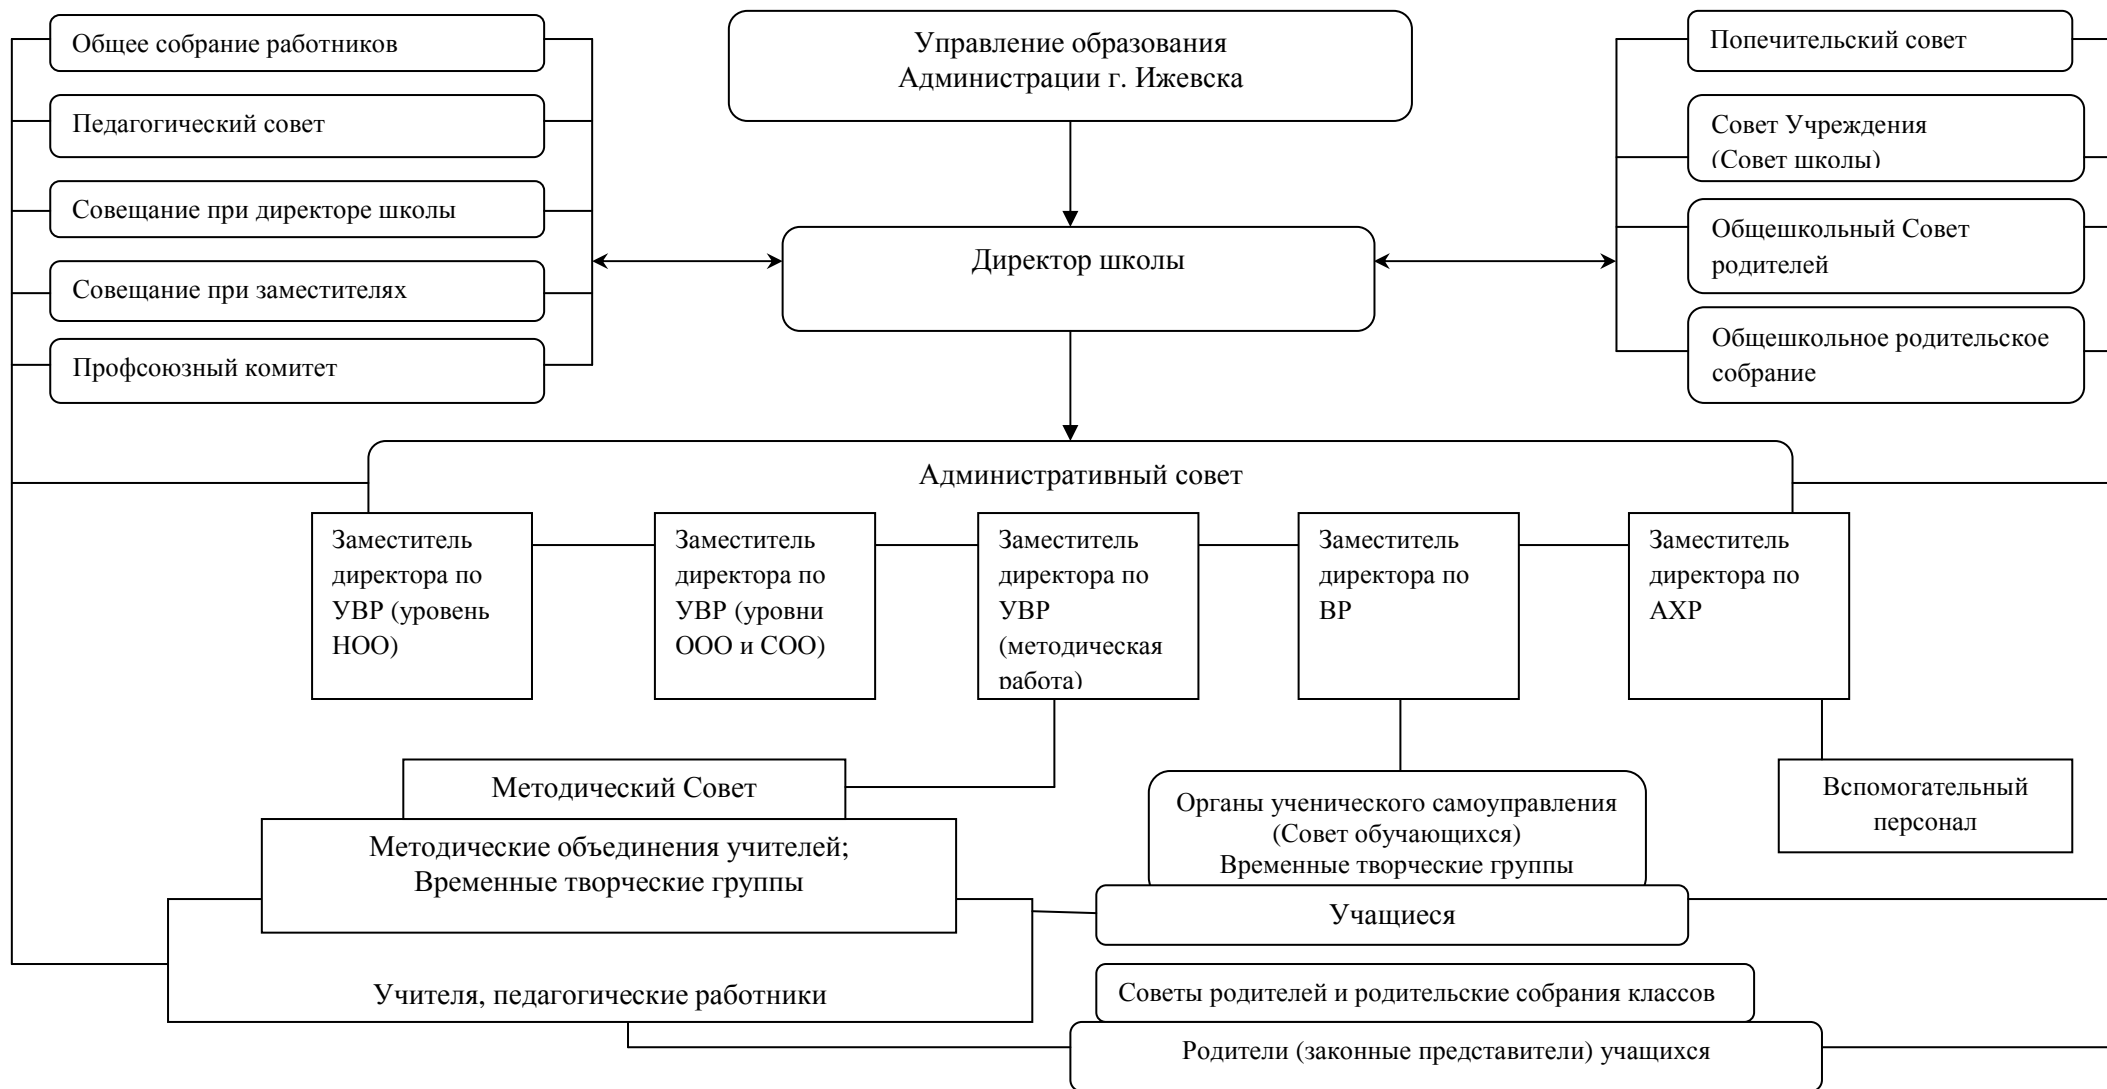 Общее собрание работников
Педагогический совет
Совещание при директоре школы
Совещание при заместителях
Профсоюзный комитет
Управление образования
Администрации г. Ижевска
Директор школы
Попечительский совет
Совет Учреждения
(Совет школы)
Общешкольный Совет
родителей
Общешкольное родительское
собрание
Административный совет
Заместитель
директора по
УВР (уровень
НОО)
Заместитель
директора по
УВР (уровни
ООО и СОО)
Заместитель
директора по
УВР
(методическая
работа)
Заместитель
директора по
ВР
Заместитель
директора по
АХР
Методический Совет
Методические объединения учителей;
Временные творческие группы
Учителя, педагогические работники
Органы ученического самоуправления
(Совет обучающихся)
Временные творческие группы
Учащиеся
Вспомогательный
персонал
Советы родителей и родительские собрания классов
Родители (законные представители) учащихся